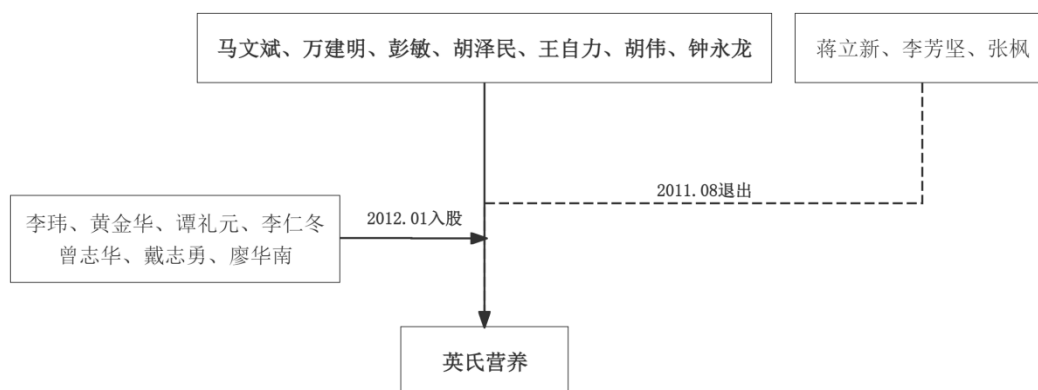 马文斌、万建明、彭敏、胡泽民、王自力、胡伟、钟永龙
蒋立新、李芳坚、张枫
2011.08退出
李玮、黄金华、谭礼元、李仁冬
曾志华、戴志勇、廖华南
2012.01入股
英氏营养